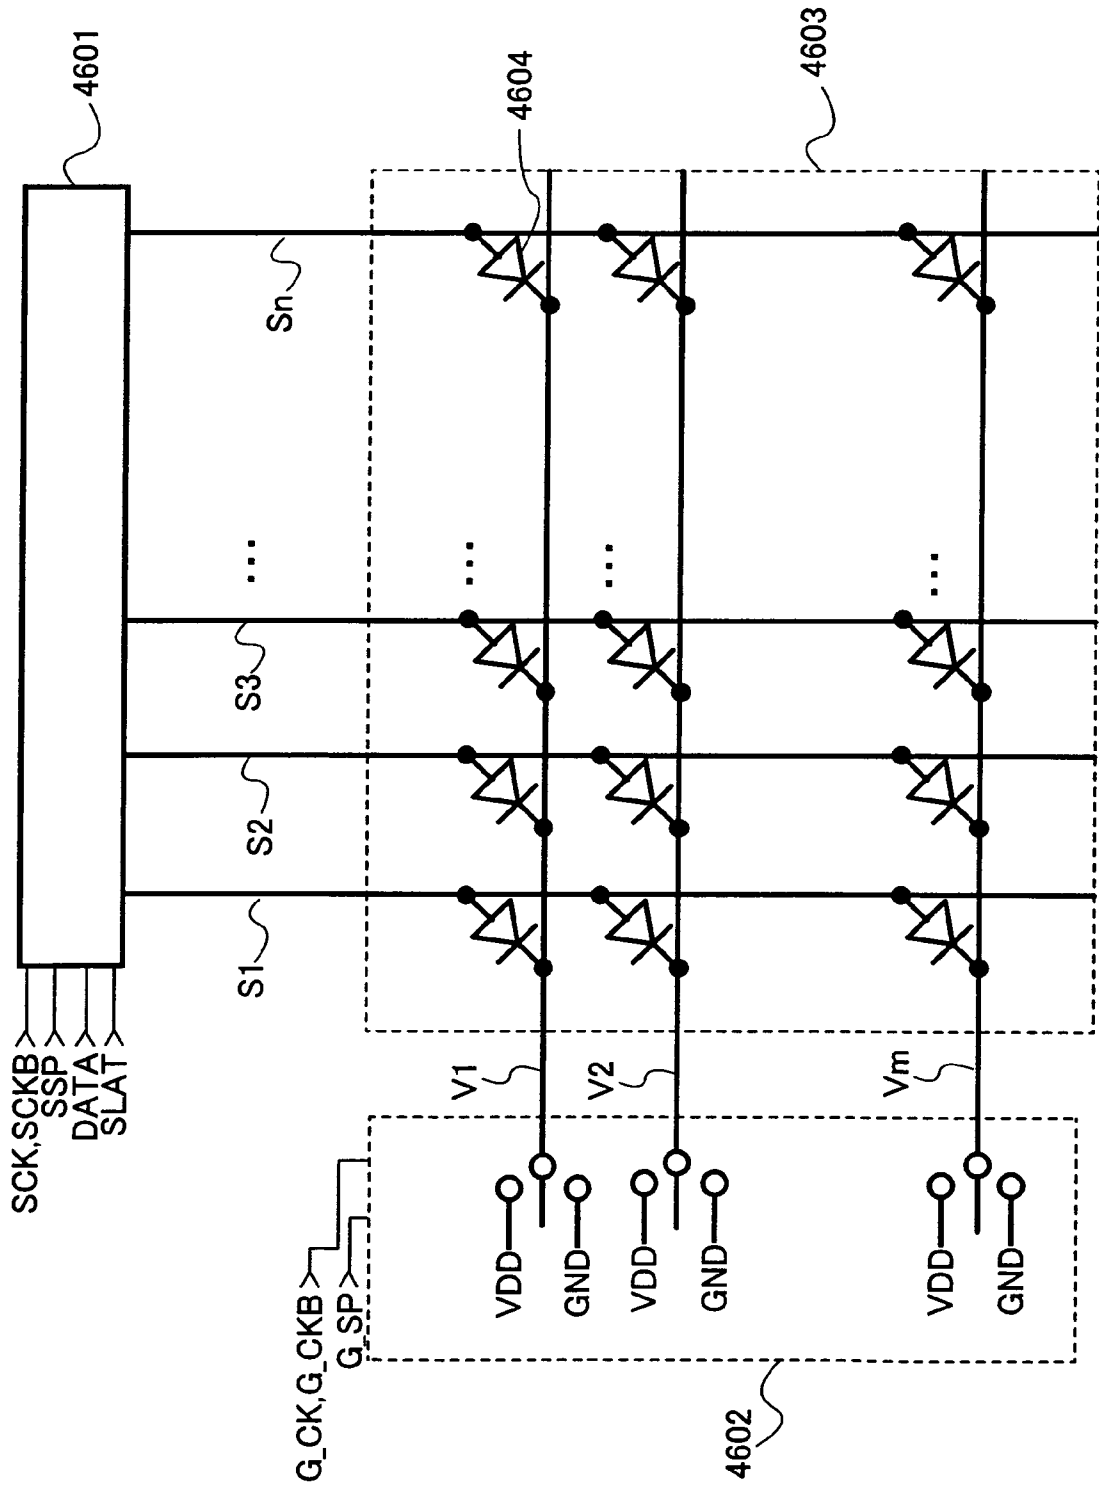 4601
SCK,SCKB
SSP
DATA
SLAT
S1
S2
S3
...
Sn
4604
4603
G_CK,G_CKB
G_SP
V1
V2
Vm
...
...
...
VDD
GND
VDD
GND
VDD
GND
4602